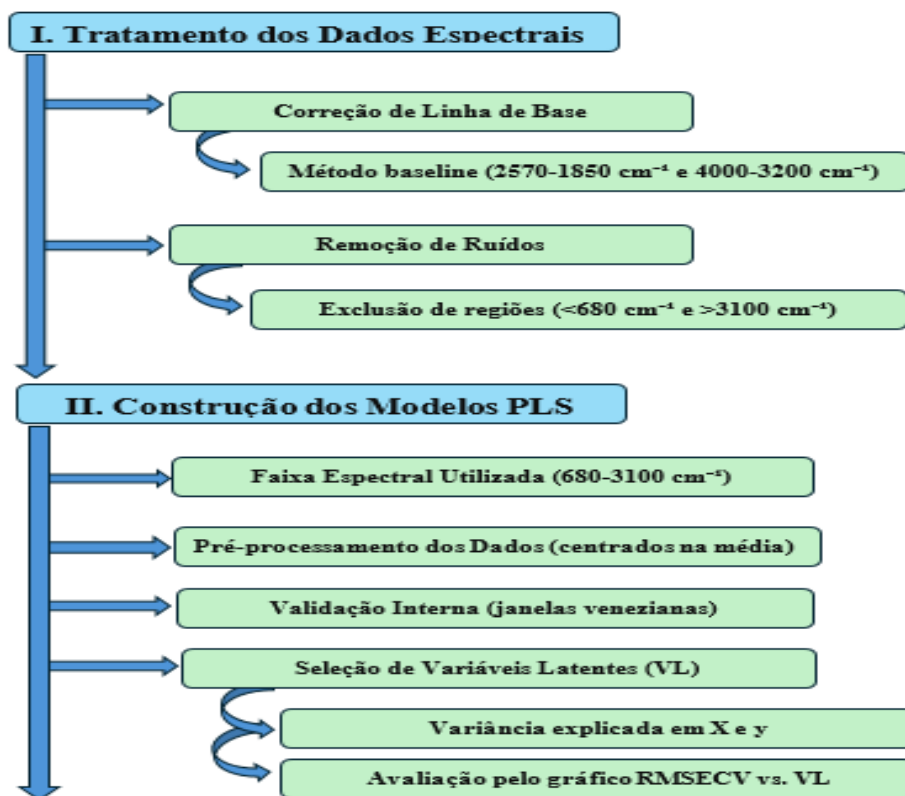 I. Tratamento dos Dados Espectrais
Correção de Linha de Base
Método baseline (2570-1850 cm⁻¹ e 4000-3200 cm⁻¹)
Remoção de Ruídos
Exclusão de regiões (<680 cm⁻¹ e >3100 cm⁻¹)
II. Construção dos Modelos PLS
Faixa Espectral Utilizada (680-3100 cm⁻¹)
Pré-processamento dos Dados (centrados na média)
Validação Interna (janelas venezianas)
Seleção de Variáveis Latentes (VL)
Variância explicada em X e y
Avaliação pelo gráfico RMSECV vs. VL